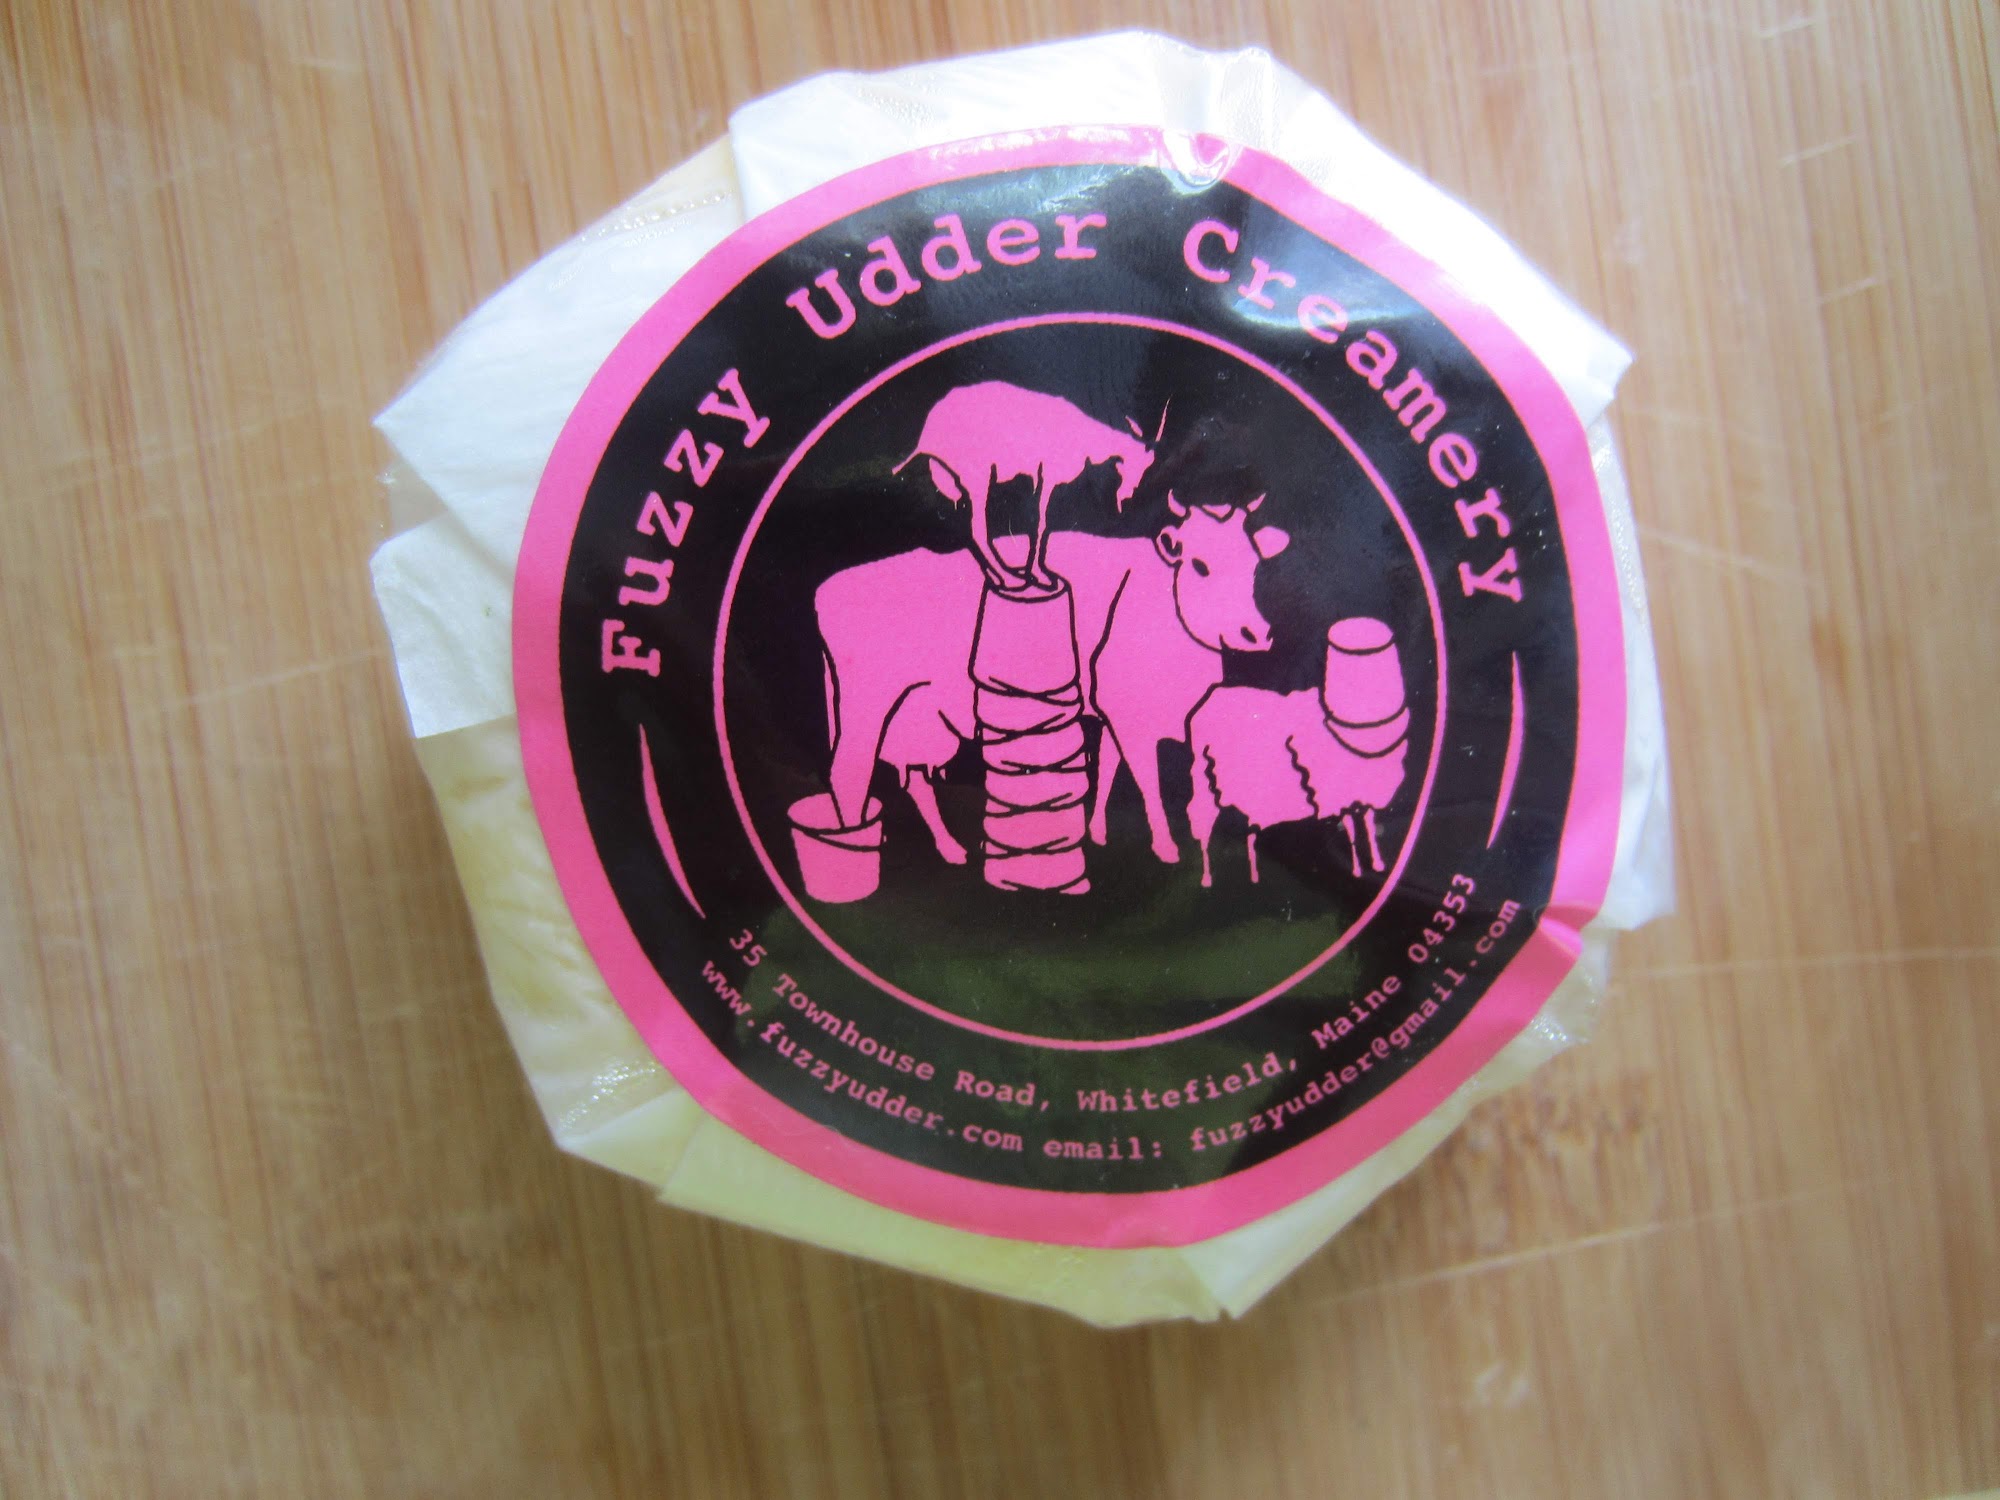 Fuzzy Udder Creamery
35 Townhouse Road, Whitefield, Maine 04353
www.fuzzyudder.com email: fuzzyudder@gmail.com